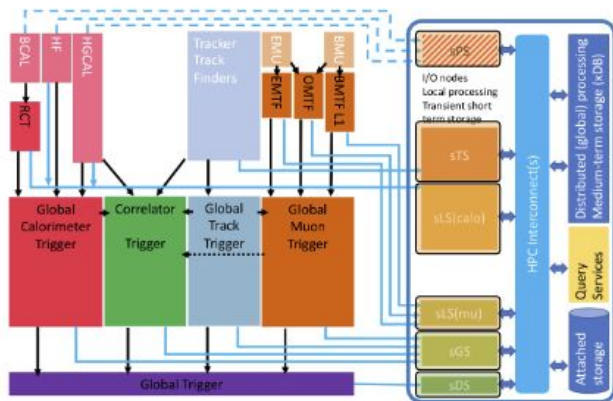 BCAL
HF
HGCAL
Tracker
Track
Finders
EMU
BMU
RCT
EMTF
OMTF
BMTF L1
Global
Calorimeter
Trigger
Correlator
Trigger
Global
Track
Trigger
Global
Muon
Trigger
Global Trigger
sPS
I/O nodes
Local processing
Transient short
term storage
sTS
sLS(calo)
sLS(mu)
sGS
sDS
HPC Interconnect(s)
Distributed (global) processing
Medium-term storage (xDB)
Query
Services
Attached
storage